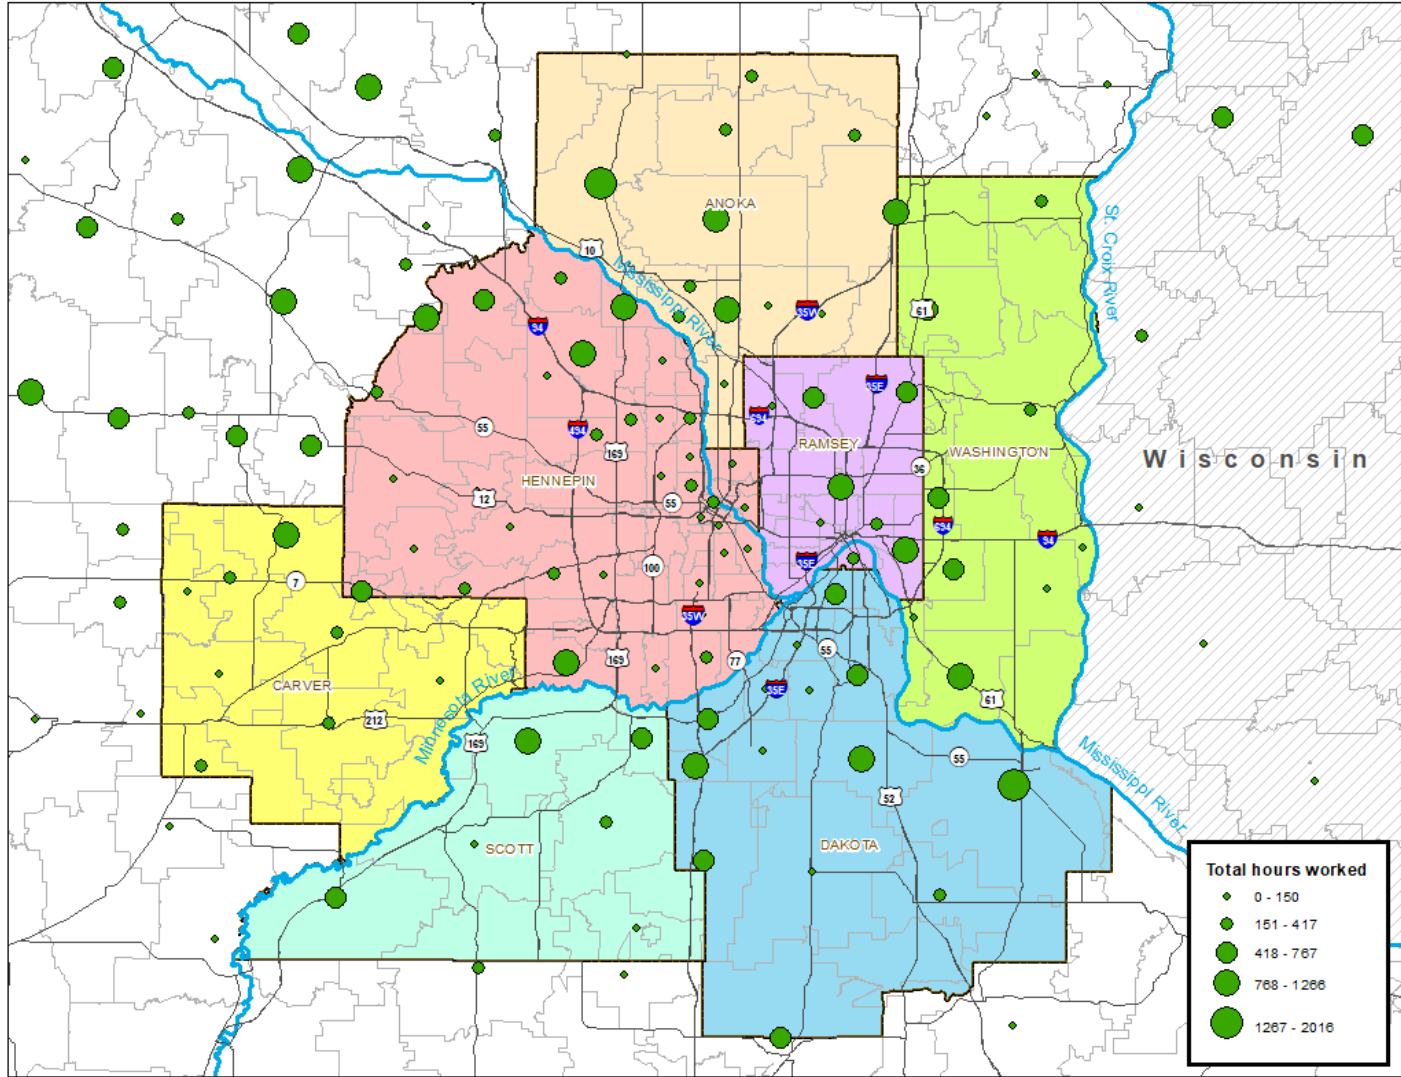 ANOKA
St. Croix River
10
Mississippi River
35W
61
94
35E
55
494
169
694
RAMSEY
WASHINGTON
Wisconsin
36
HENNEPIN
12
55
694
94
35E
100
7
35W
169
77
55
CARVER
Minnesota River
35E
61
212
169
Mississippi River
55
52
SCOTT
DAKOTA
Total hours worked
0 - 150
151 - 417
418 - 767
768 - 1266
1267 - 2016